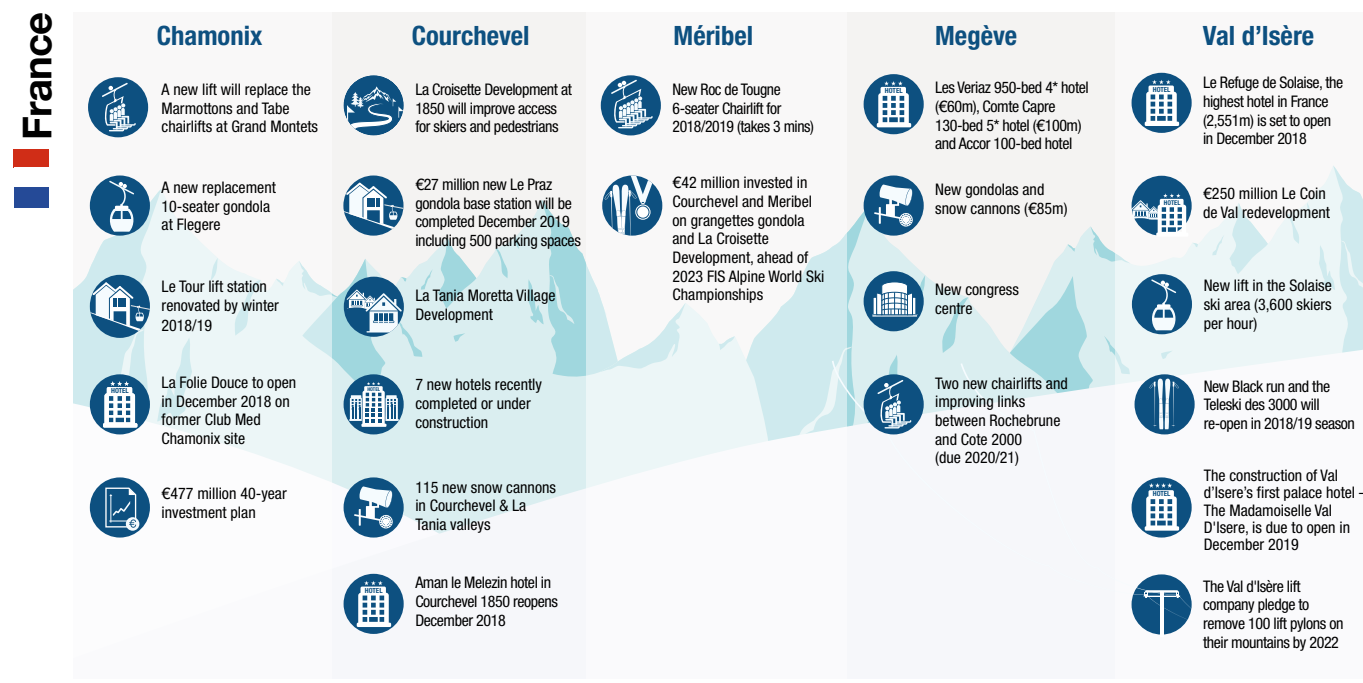 France
Chamonix
A new lift will replace the
Marmottons and Tabe
chairlifts at Grand Montets
A new replacement
10-seater gondola
at Flegere
Le Tour lift station
renovated by winter
2018/19
HOTEL
La Folie Douce to open
in December 2018 on
former Club Med
Chamonix site
€
€477 million 40-year
investment plan
Courchevel
La Croisette Development at
1850 will improve access
for skiers and pedestrians
€27 million new Le Praz
gondola base station will be
completed December 2019
including 500 parking spaces
La Tania Moretta Village
Development
HOTEL
7 new hotels recently
completed or under
construction
115 new snow cannons
in Courchevel & La
Tania valleys
HOTEL
Aman le Melezin hotel in
Courchevel 1850 reopens
December 2018
Méribel
New Roc de Tougne
6-seater Chairlift for
2018/2019 (takes 3 mins)
€42 million invested in
Courchevel and Meribel
on grangettes gondola
and La Croisette
Development, ahead of
2023 FIS Alpine World Ski
Championships
Megève
HOTEL
Les Veriaz 950-bed 4* hotel
(€60m), Comte Capre
130-bed 5* hotel (€100m)
and Accor 100-bed hotel
New gondolas and
snow cannons (€85m)
New congress
centre
Two new chairlifts and
improving links
between Rochebrune
and Cote 2000
(due 2020/21)
Val d’Isère
HOTEL
Le Refuge de Solaise, the
highest hotel in France
(2,551m) is set to open
in December 2018
HOTEL
€250 million Le Coin
de Val redevelopment
New lift in the Solaise
ski area (3,600 skiers
per hour)
New Black run and the
Teleski des 3000 will
re-open in 2018/19 season
HOTEL
The construction of Val
d’Isere’s first palace hotel –
The Madamoiselle Val
D'Isere, is due to open in
December 2019
The Val d'Isère lift
company pledge to
remove 100 lift pylons on
their mountains by 2022